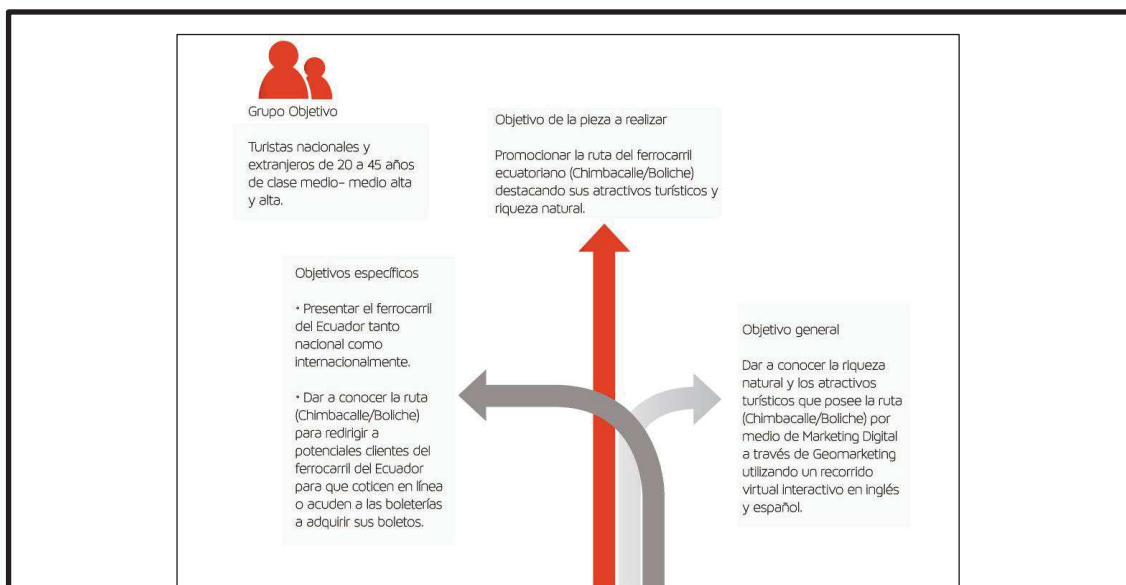 Grupo Objetivo
Turistas nacionales y
extranjeros de 20 a 45 años
de clase medio- medio alta
y alta.
Objetivo de la pieza a realizar
Promocionar la ruta del ferrocarril
ecuatoriano (Chimbacalle/Boliche)
destacando sus atractivos turísticos y
riqueza natural.
Objetivos específicos
• Presentar el ferrocarril
del Ecuador tanto
nacional como
internacionalmente.
• Dar a conocer la ruta
(Chimbacalle/Boliche)
para redirigir a
potenciales clientes del
ferrocarril del Ecuador
para que coticen en línea
o acuden a las boleterías
a adquirir sus boletos.
Objetivo general
Dar a conocer la riqueza
natural y los atractivos
turísticos que posee la ruta
(Chimbacalle/Boliche) por
medio de Marketing Digital
a través de Geomarketing
utilizando un recorrido
virtual interactivo en inglés
y español.